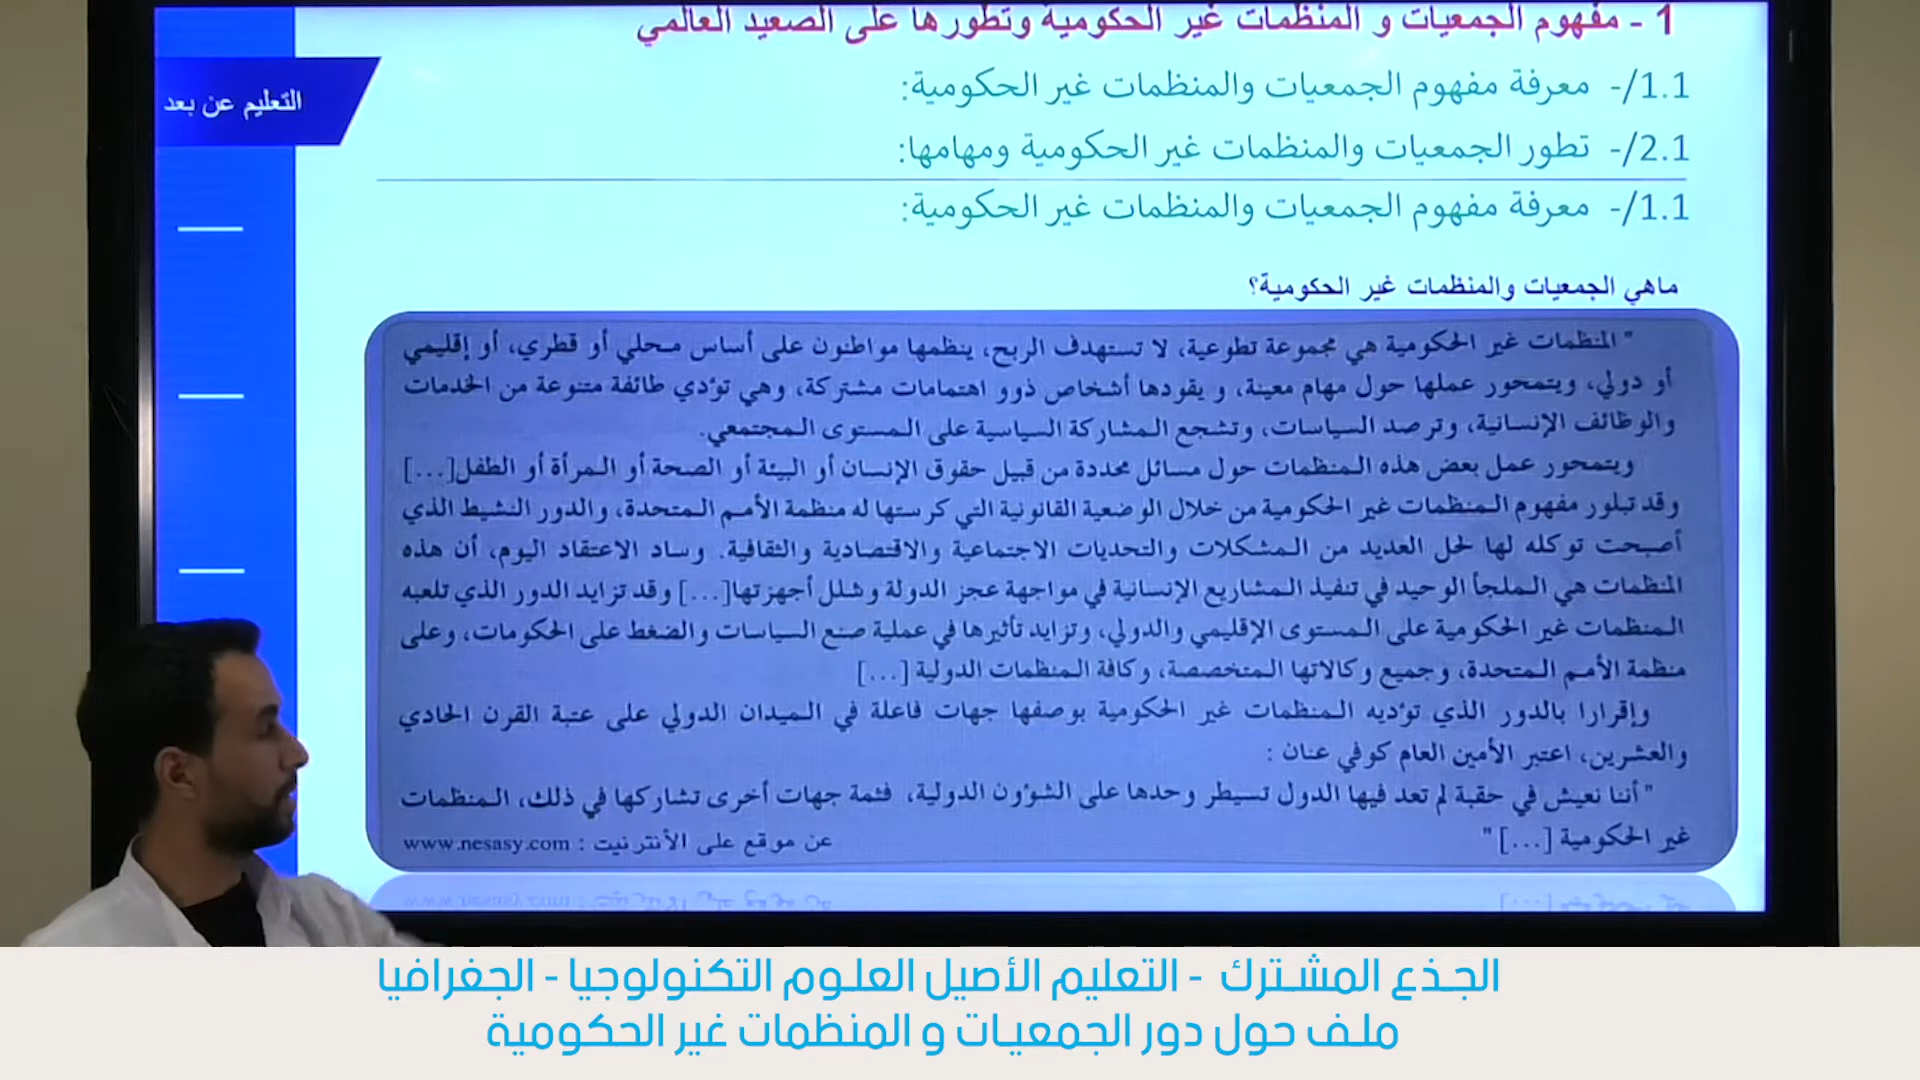 1 - مفهوم الجمعيات و المنظمات غير الحكومية وتطورها على الصعيد العالمي
التعليم عن بعد
1.1/- معرفة مفهوم الجمعيات والمنظمات غير الحكومية:
2.1/- تطور الجمعيات والمنظمات غير الحكومية ومهامها:
1.1/- معرفة مفهوم الجمعيات والمنظمات غير الحكومية:
ماهي الجمعيات والمنظمات غير الحكومية؟
" المنظمات غير الحكومية هي مجموعة تطوعية، لا تستهدف الربح، ينظمها مواطنون على أساس محلي أو قطري، أو إقليمي
أو دولي، ويتمحور عملها حول مهام معينة، و يقودها أشخاص ذوو اهتمامات مشتركة، وهي تؤدي طائفة متنوعة من الخدمات
والوظائف الإنسانية، وترصد السياسات، وتشجع المشاركة السياسية على المستوى المجتمعي.
ويتمحور عمل بعض هذه المنظمات حول مسائل محددة من قبيل حقوق الإنسان أو البيئة أو الصحة أو المرأة أو الطفل[...]
وقد تبلور مفهوم المنظمات غير الحكومية من خلال الوضعية القانونية التي كرستها له منظمة الأمم المتحدة، والدور النشيط الذي
أصبحت توكله لها لحل العديد من المشكلات والتحديات الاجتماعية والاقتصادية والثقافية. وساد الاعتقاد اليوم، أن هذه
المنظمات هي الملجأ الوحيد في تنفيذ المشاريع الإنسانية في مواجهة عجز الدولة وشلل أجهزتها[...] وقد تزايد الدور الذي تلعبه
المنظمات غير الحكومية على المستوى الإقليمي والدولي، وتزايد تأثيرها في عملية صنع السياسات والضغط على الحكومات، وعلى
منظمة الأمم المتحدة، وجميع وكالاتها المتخصصة، وكافة المنظمات الدولية [...]
وإقرارا بالدور الذي تؤديه المنظمات غير الحكومية بوصفها جهات فاعلة في الميدان الدولي على عتبة القرن الحادي
والعشرين، اعتبر الأمين العام كوفي عنان :
" أننا نعيش في حقبة لم تعد فيها الدول تسيطر وحدها على الشؤون الدولية، فثمة جهات أخرى تشاركها في ذلك، المنظمات
غير الحكومية [...] "
عن موقع على الأنترنيت : www.nesasy.com
الجذع المشترك - التعليم الأصيل العلوم التكنولوجيا - الجغرافيا
ملف حول دور الجمعيات و المنظمات غير الحكومية